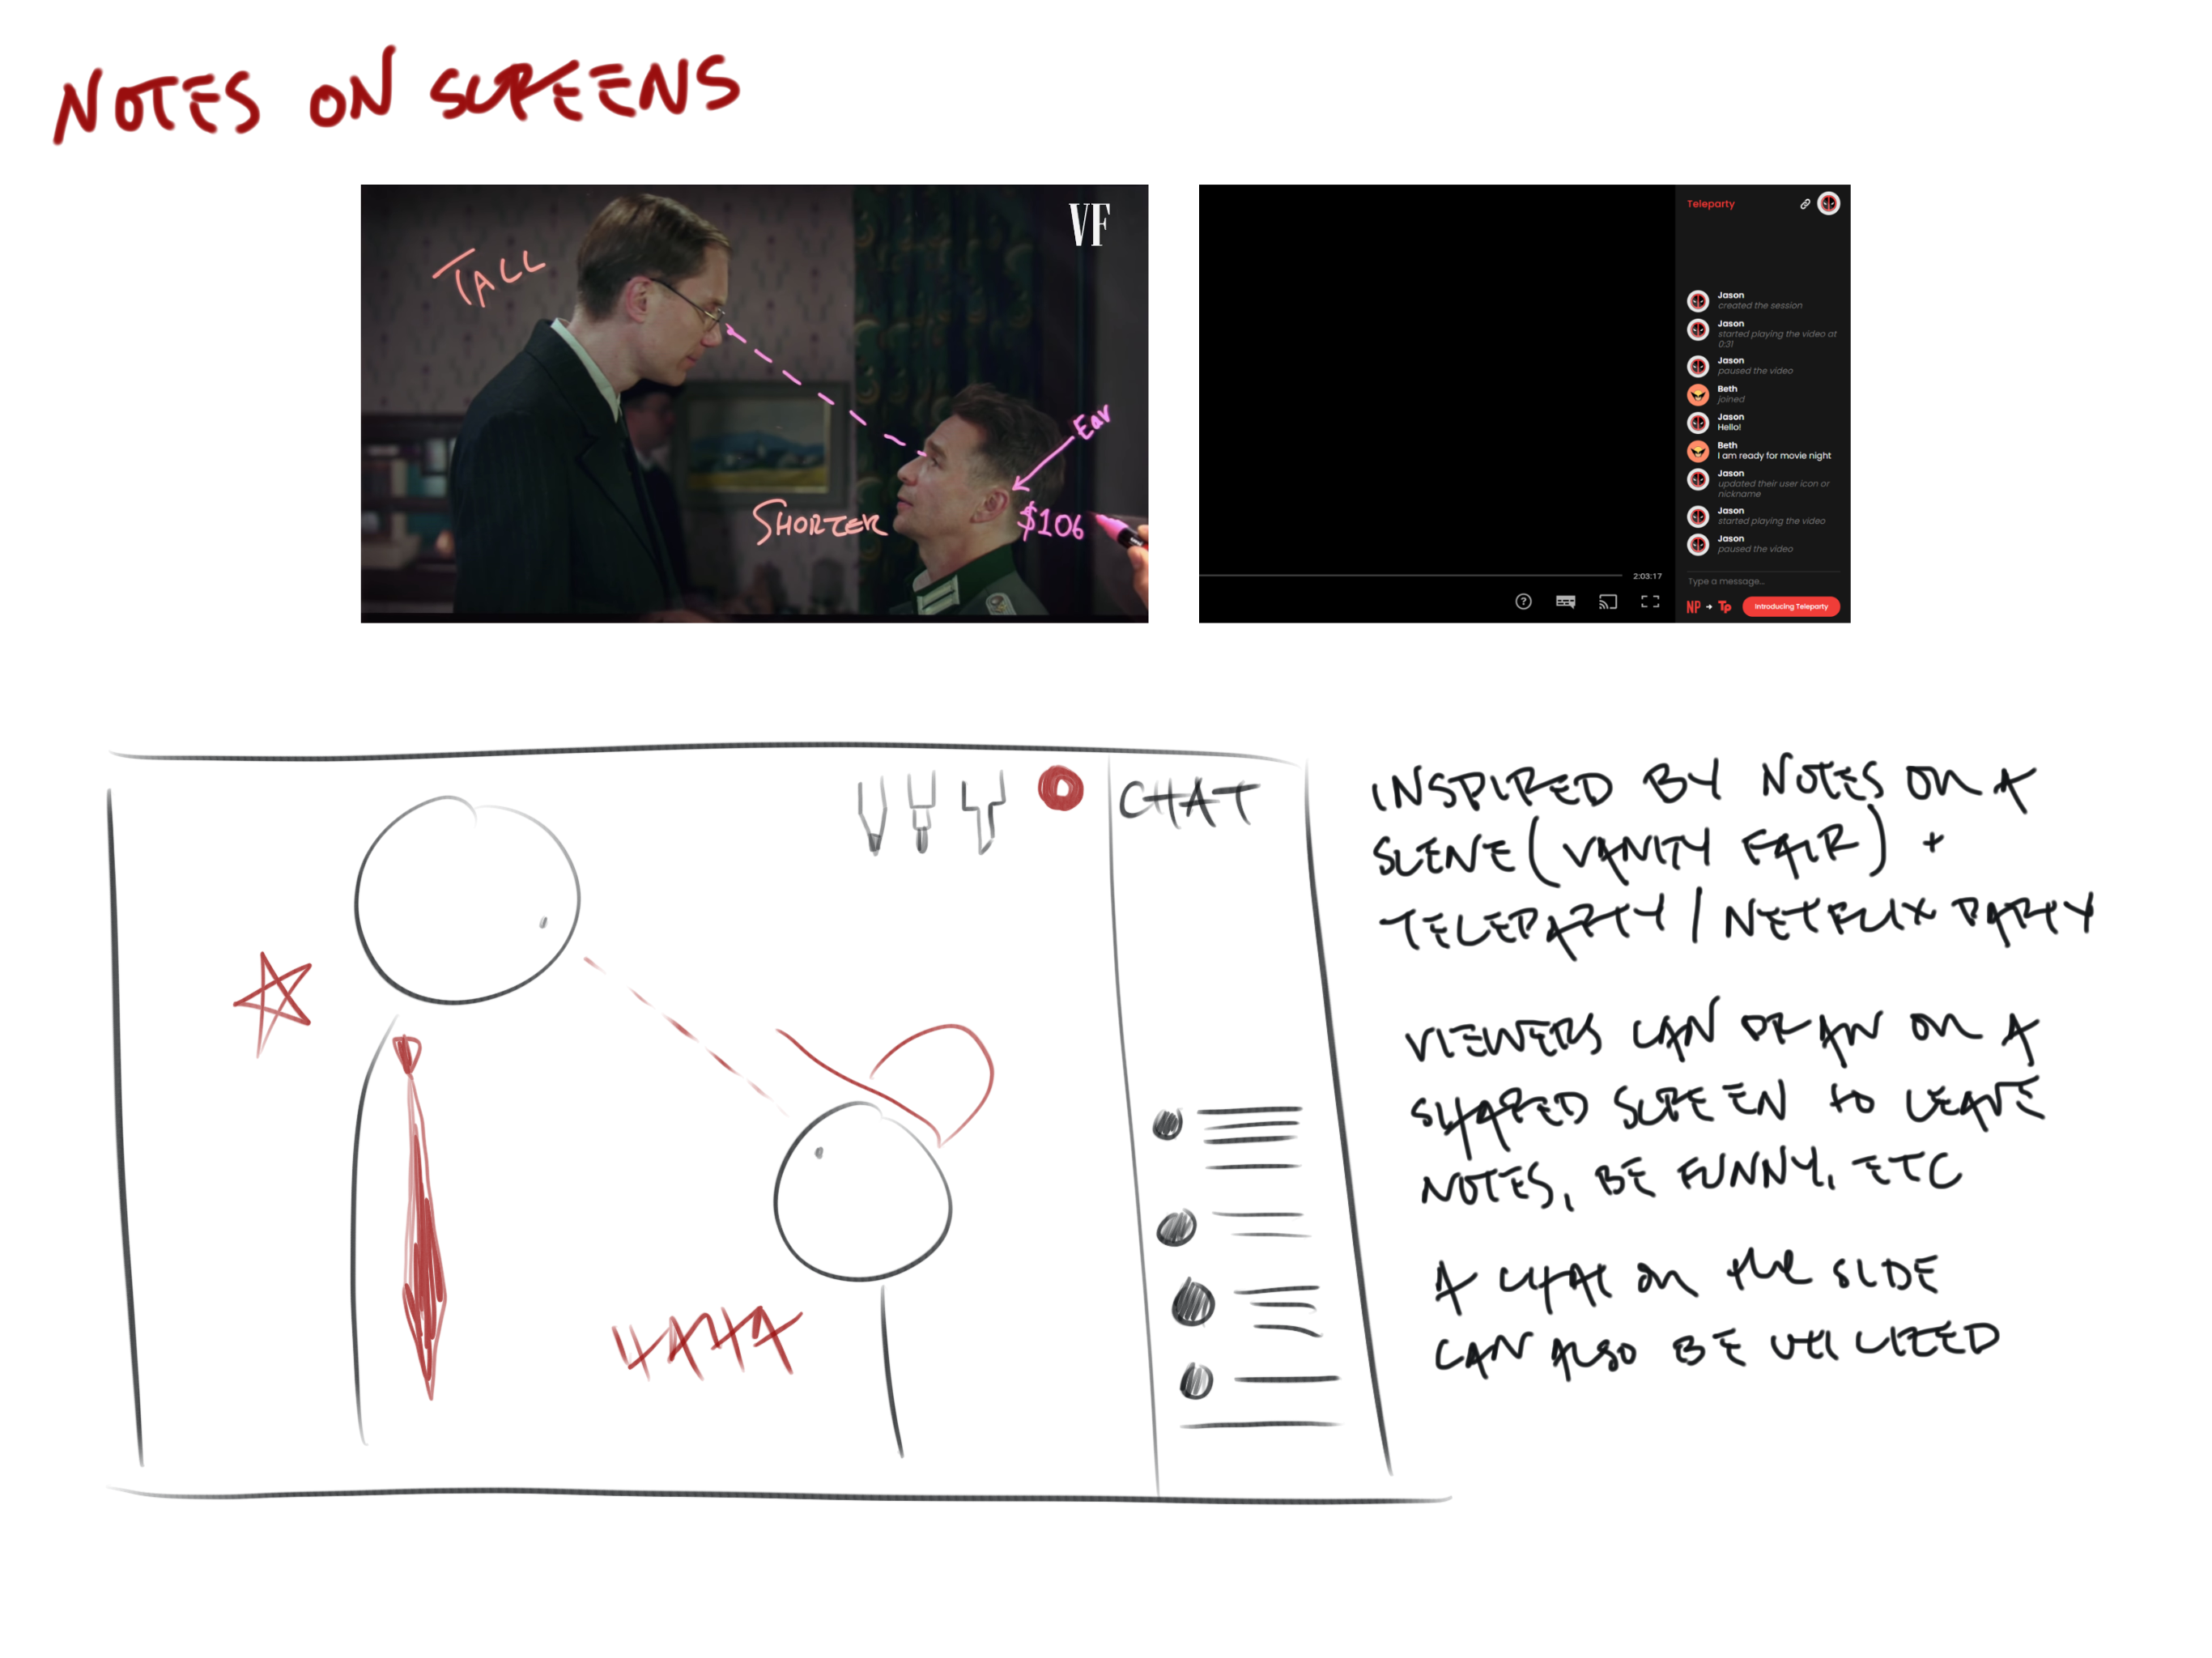 NOTES ON SCREENS
VF
TALL
Ear
SHORTER
$106
Teleparty
Jason
created the session
Jason
started playing the video at
0:31
Jason
paused the video
Beth
joined
Jason
Hello!
Beth
I am ready for movie night
Jason
updated their user icon or
nickname
Jason
started playing the video
Jason
paused the video
2:03:17
Type a message...
NP → TP
Introducing Teleparty
CHAT
HAHA
INSPIRED BY NOTES ON A
SCENE (VANITY FAIR) +
TELEPARTY / NETFLIX PARTY
VIEWERS CAN DRAW ON A
SHARED SCREEN to LEAVE
NOTES, BE FUNNY, ETC
A CHAT on the SIDE
CAN ALSO BE UTILIZED